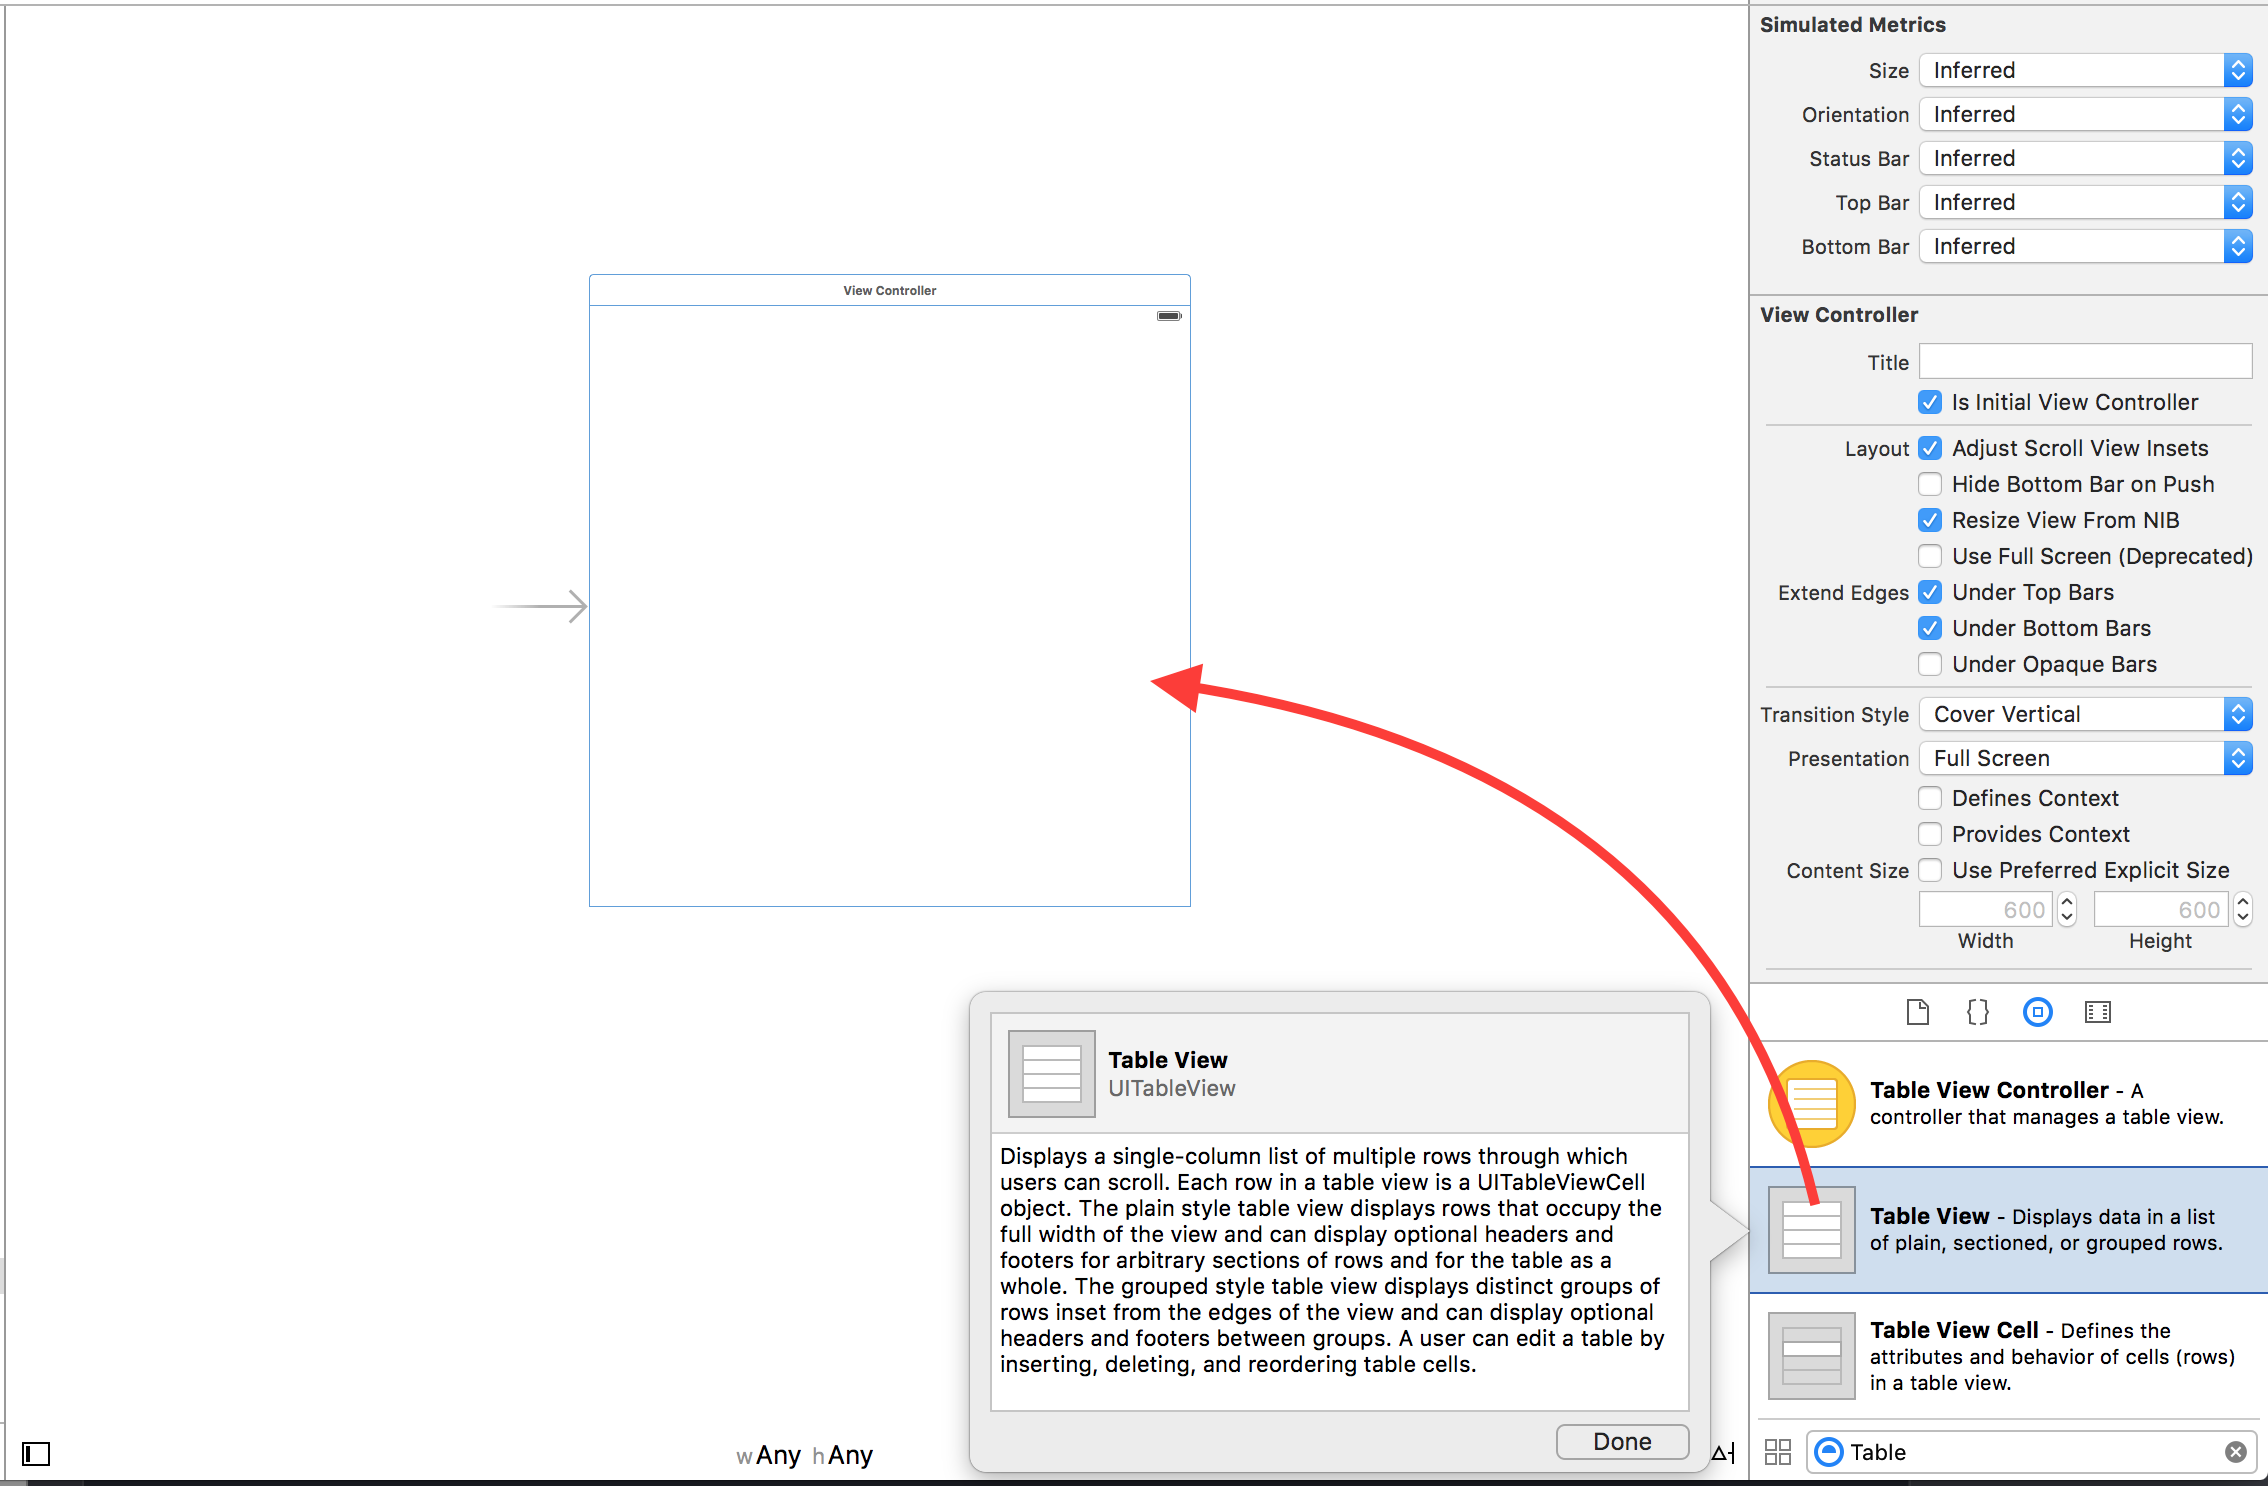 View Controller
Table View
UITableView
Displays a single-column list of multiple rows through which
users can scroll. Each row in a table view is a UITableViewCell
object. The plain style table view displays rows that occupy the
full width of the view and can display optional headers and
footers for arbitrary sections of rows and for the table as a
whole. The grouped style table view displays distinct groups of
rows inset from the edges of the view and can display optional
headers and footers between groups. A user can edit a table by
inserting, deleting, and reordering table cells.
Done
wAny hAny
Simulated Metrics
Size Inferred
Orientation Inferred
Status Bar Inferred
Top Bar Inferred
Bottom Bar Inferred
View Controller
Title
Is Initial View Controller
Layout Adjust Scroll View Insets
Hide Bottom Bar on Push
Resize View From NIB
Use Full Screen (Deprecated)
Extend Edges Under Top Bars
Under Bottom Bars
Under Opaque Bars
Transition Style Cover Vertical
Presentation Full Screen
Defines Context
Provides Context
Content Size Use Preferred Explicit Size
600 600
Width Height
Table View Controller - A
controller that manages a table view.
Table View - Displays data in a list
of plain, sectioned, or grouped rows.
Table View Cell - Defines the
attributes and behavior of cells (rows)
in a table view.
Table